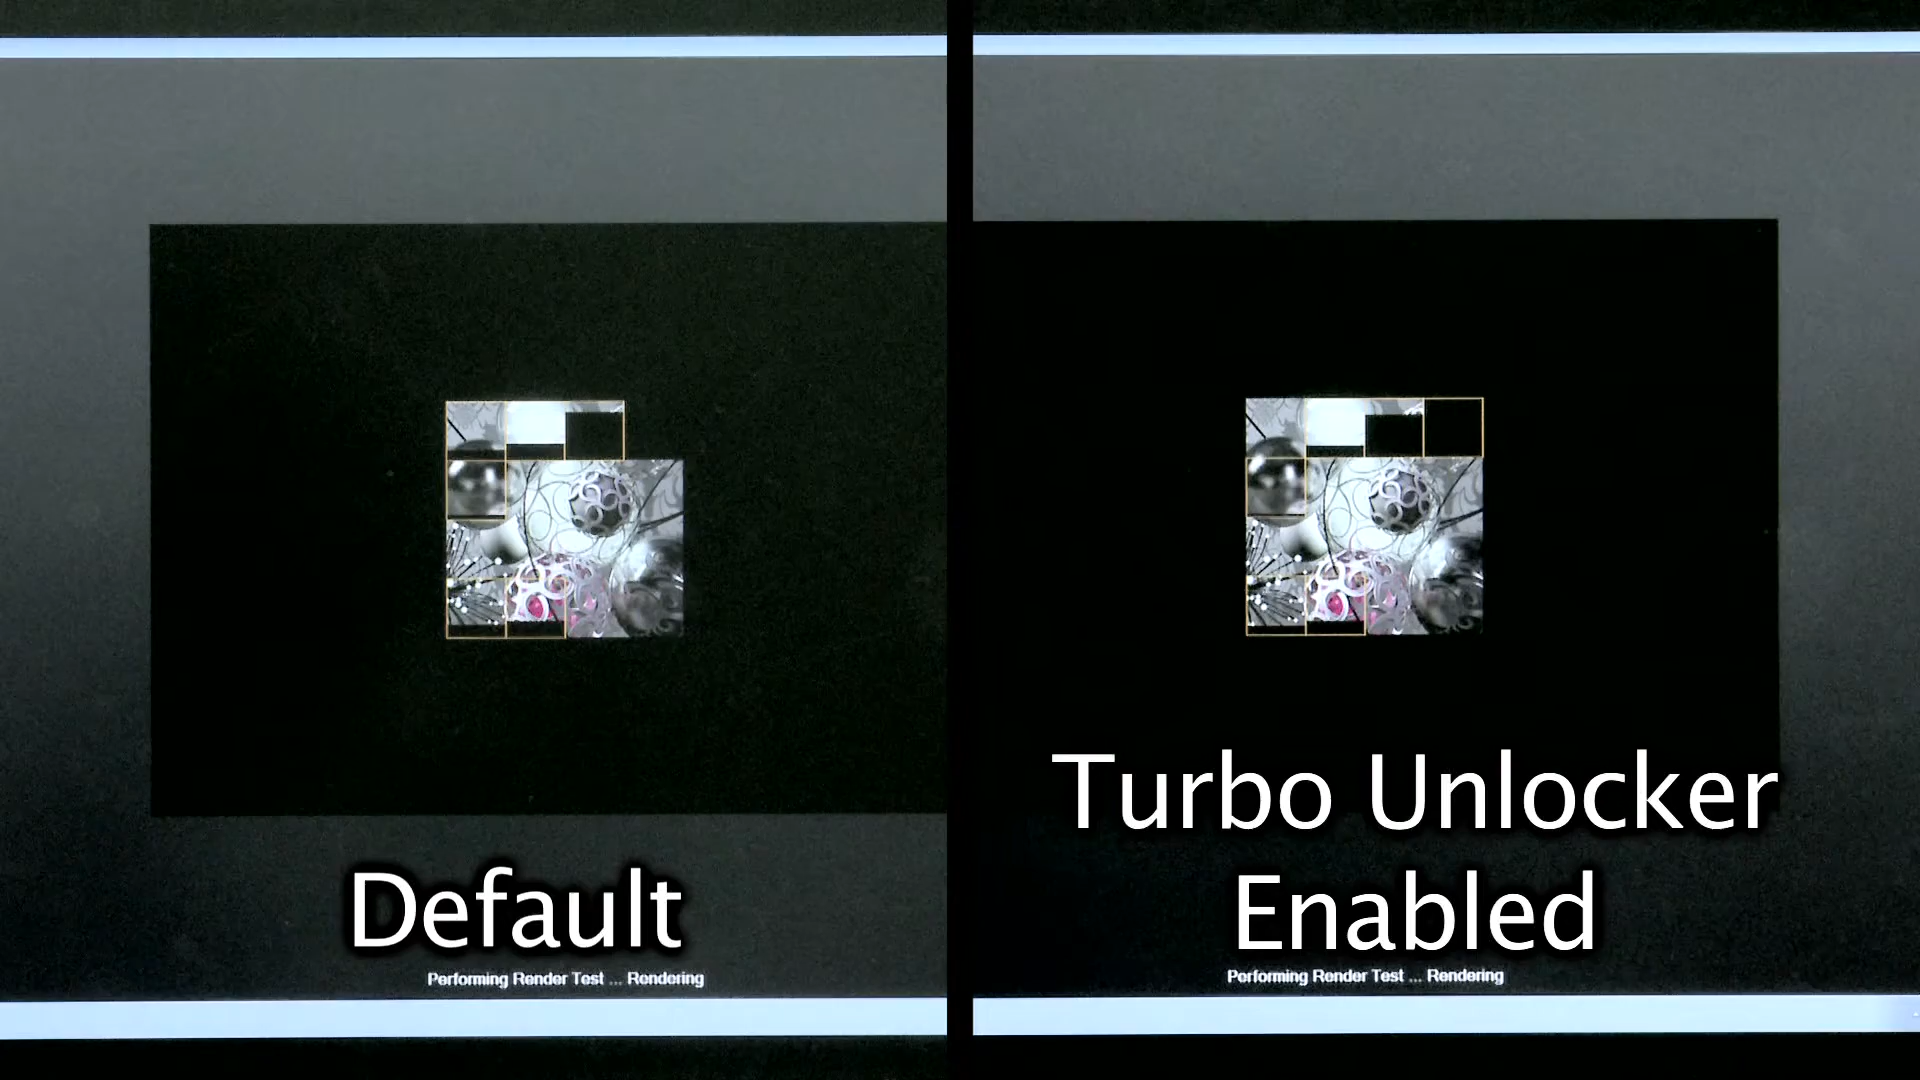 Default
Performing Render Test ... Rendering
Turbo Unlocker
Enabled
Performing Render Test ... Rendering